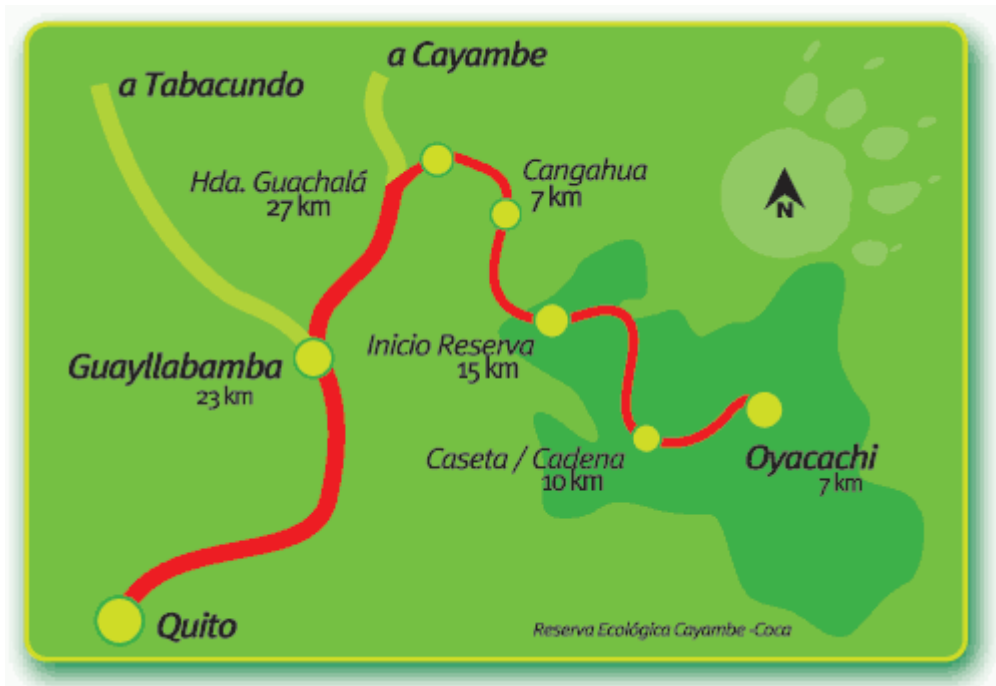 a Cayambe
a Tabacundo
Hda. Guachalá
27 km
Cangahua
7 km
N
Inicio Reserva
15 km
Guayllabamba
23 km
Caseta / Cadena
10 km
Oyacachi
7 km
Quito
Reserva Ecológica Cayambe -Coca